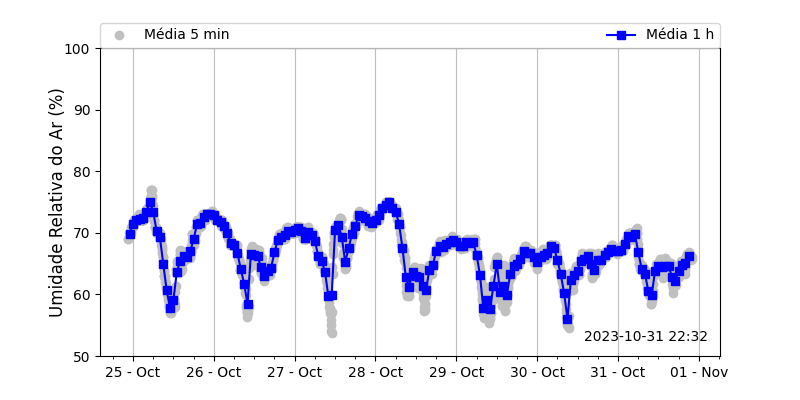 Média 5 min
Média 1 h
Umidade Relativa do Ar (%)
100
90
80
70
60
50
2023-10-31 22:32
25 - Oct
26 - Oct
27 - Oct
28 - Oct
29 - Oct
30 - Oct
31 - Oct
01 - Nov